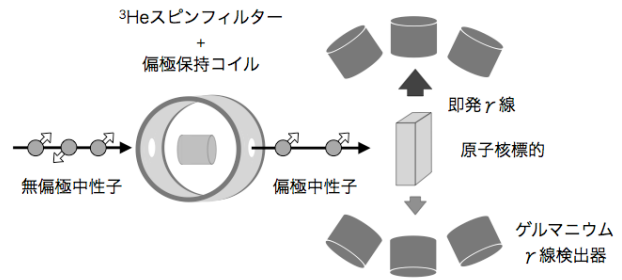 ³Heスピンフィルター
+
偏極保持コイル
無偏極中性子
偏極中性子
即発γ線
原子核標的
ゲルマニウム
γ線検出器